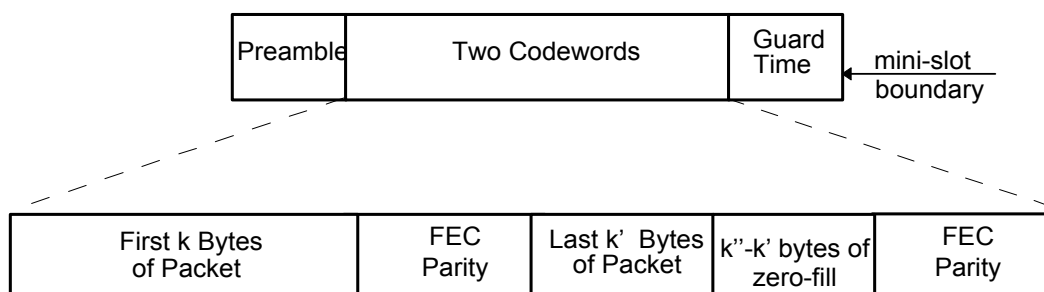 Preamble
Two Codewords
Guard
Time
mini-slot
boundary
First k Bytes
of Packet
FEC
Parity
Last k' Bytes
of Packet
k''-k' bytes of
zero-fill
FEC
Parity